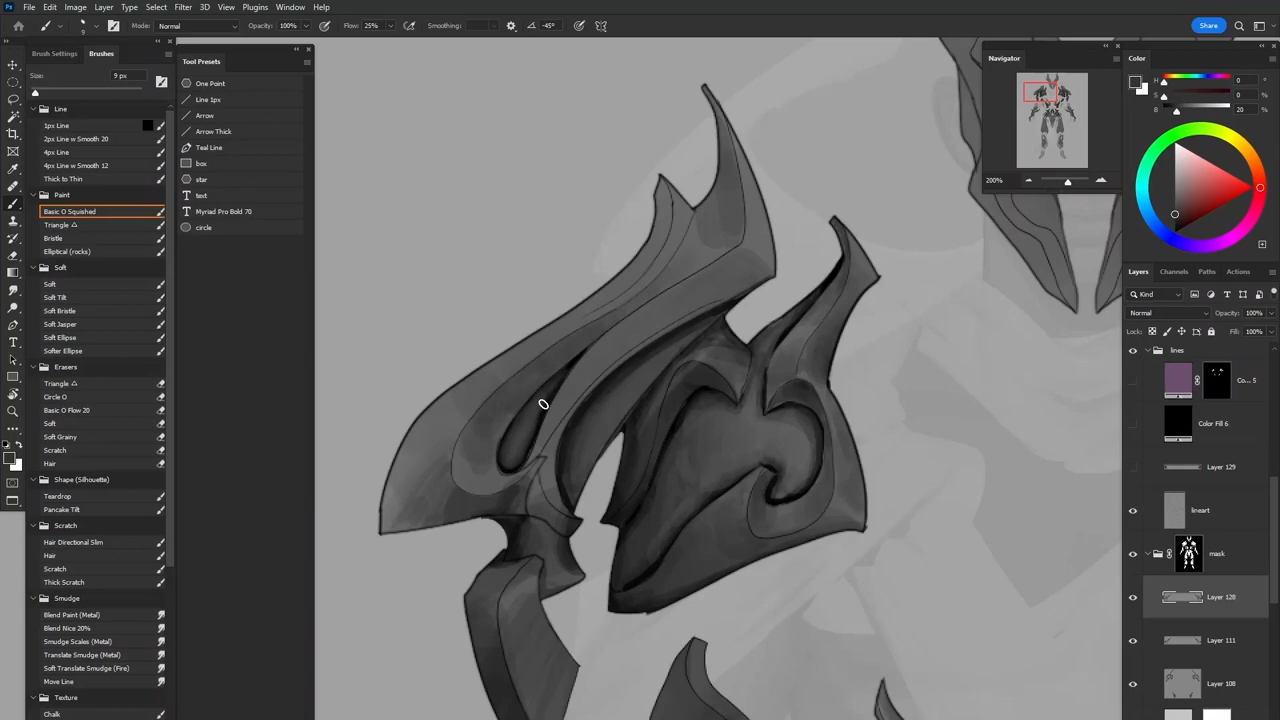 Ps File Edit Image Layer Type Select Filter 3D View Plugins Window Help
9 Mode: Normal Opacity: 100% Flow: 25% Smoothing: -45° Share
Brush Settings Brushes
Size: 9 px
Line
1px Line
2px Line w Smooth 20
4px Line
4px Line w Smooth 12
Thick to Thin
Paint
Basic O Squished
Triangle △
Bristle
Elliptical (rocks)
Soft
Soft
Soft Tilt
Soft Bristle
Soft Jasper
Soft Ellipse
Softer Ellipse
Erasers
Triangle △
Circle O
Basic O Flow 20
Soft
Soft Grainy
Scratch
Hair
Shape (Silhouette)
Teardrop
Pancake Tilt
Scratch
Hair Directional Slim
Hair
Scratch
Thick Scratch
Smudge
Blend Paint (Metal)
Blend Nice 20%
Smudge Scales (Metal)
Translate Smudge (Metal)
Soft Translate Smudge (Fire)
Move Line
Texture
Chalk
Tool Presets
One Point
Line 1px
Arrow
Arrow Thick
Teal Line
box
star
text
Myriad Pro Bold 70
circle
Navigator
200%
Color
H 0 °
S 0 %
B 20 %
Layers Channels Paths Actions
Kind
Normal Opacity: 100%
Lock: Fill: 100%
lines
Co... 5
Color Fill 6
Layer 129
lineart
mask
Layer 128
Layer 111
Layer 108